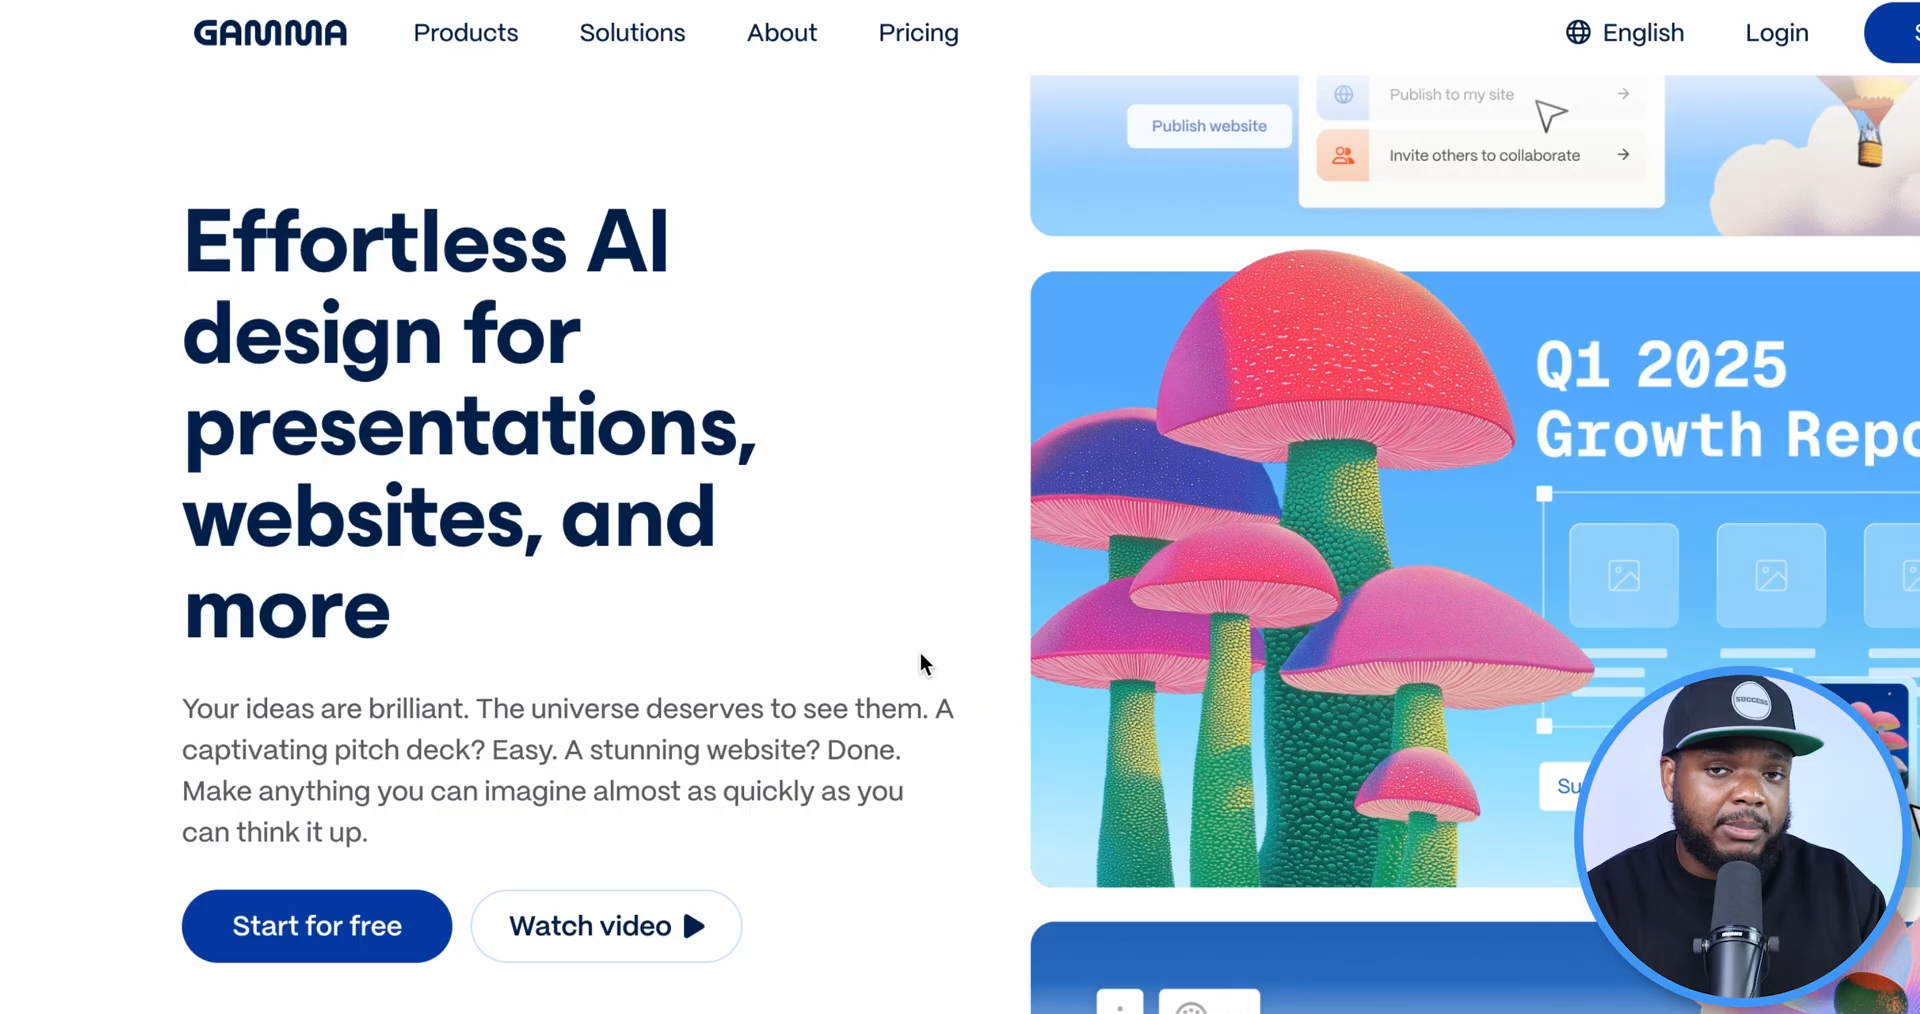 GAMMA
Products
Solutions
About
Pricing
English
Login
Publish to my site
Publish website
Invite others to collaborate
Effortless AI
design for
presentations,
websites, and
more
Q1 2025
Growth
Your ideas are brilliant. The universe deserves to see them. A
captivating pitch deck? Easy. A stunning website? Done.
Make anything you can imagine almost as quickly as you
can think it up.
Start for free
Watch video
SUCCESS